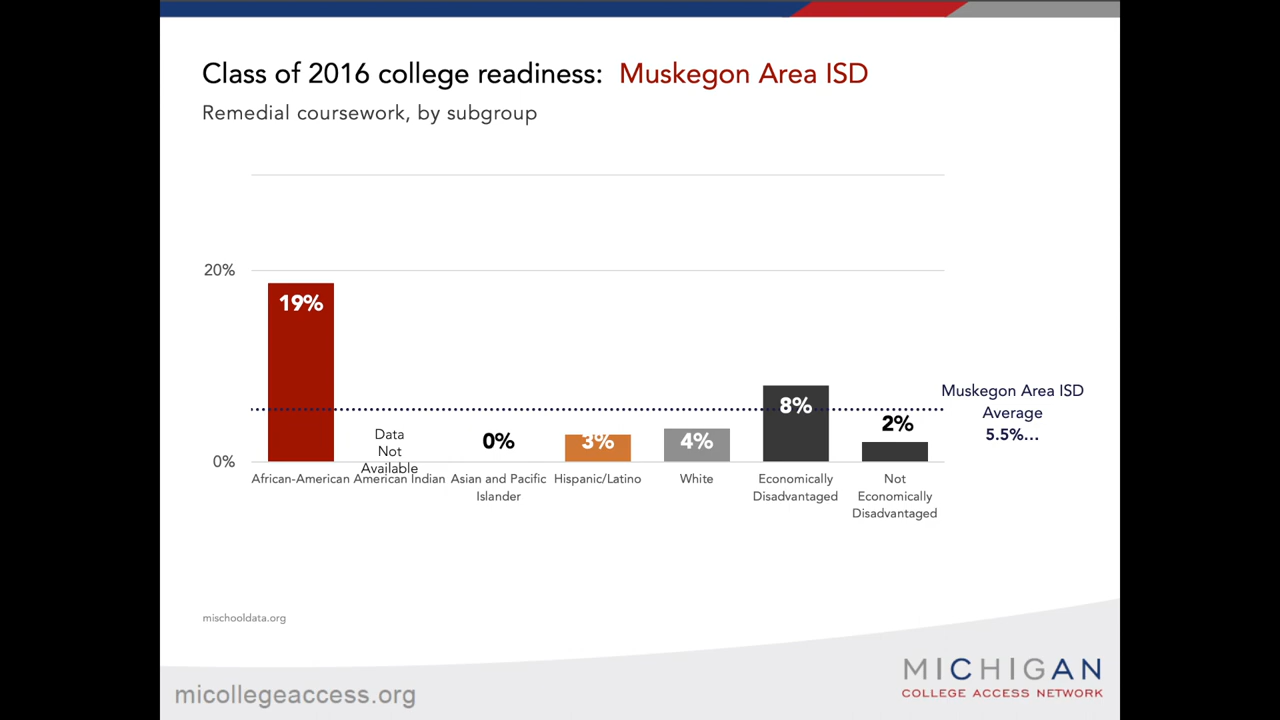 Class of 2016 college readiness: Muskegon Area ISD
Remedial coursework, by subgroup
20%
0%
19%
Data
Not
Available
0%
3%
4%
8%
2%
Muskegon Area ISD
Average
5.5%...
African-American
American Indian
Asian and Pacific
Islander
Hispanic/Latino
White
Economically
Disadvantaged
Not
Economically
Disadvantaged
mischooldata.org
micollegeaccess.org
MICHIGAN
COLLEGE ACCESS NETWORK